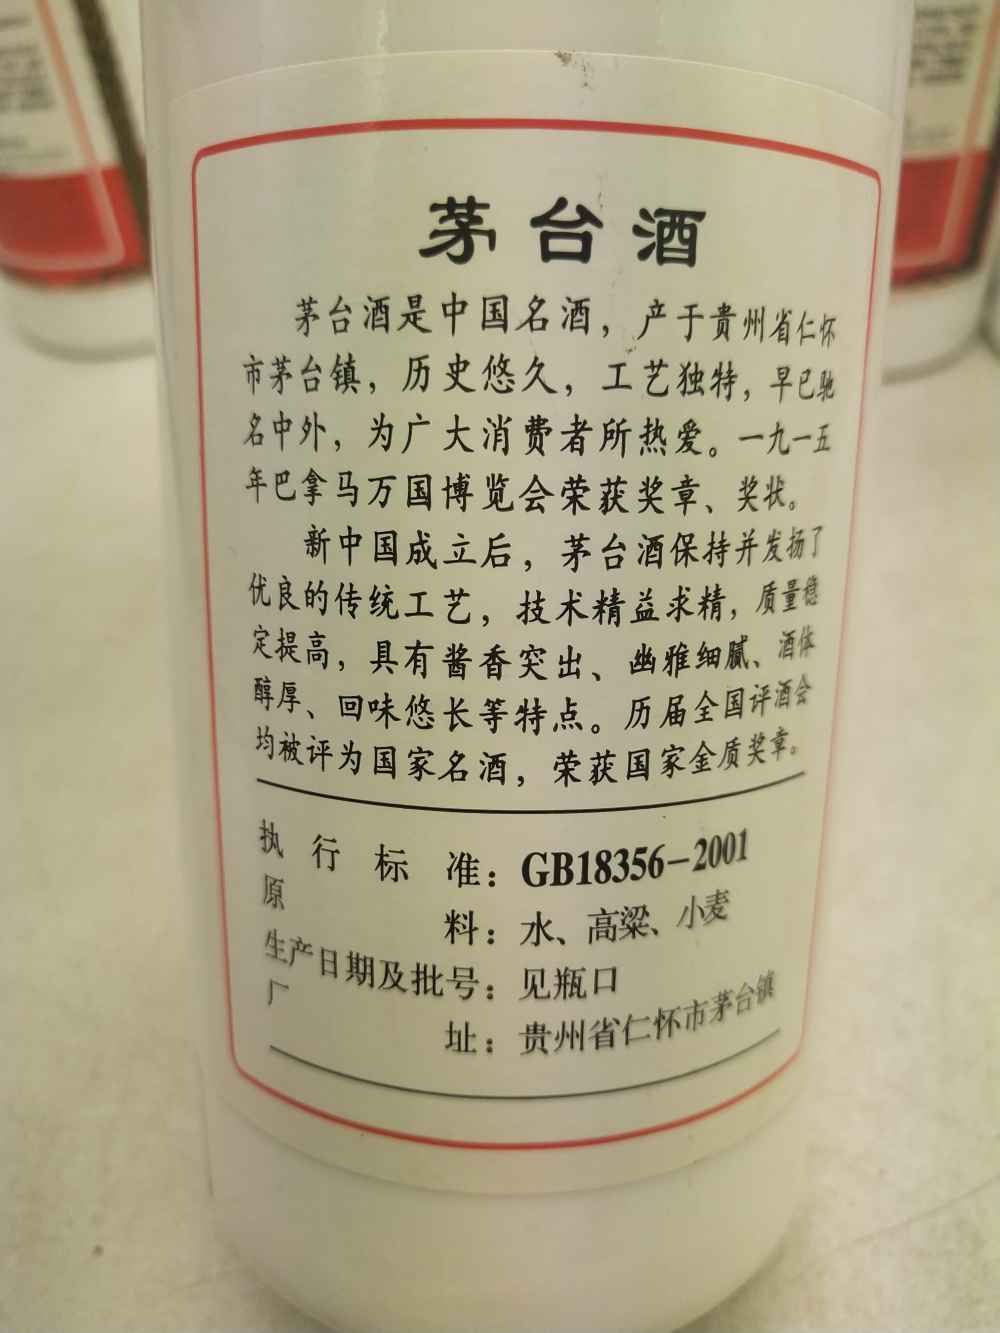 茅台酒
茅台酒是中国名酒，产于贵州省仁怀
市茅台镇，历史悠久，工艺独特，早已驰
名中外，为广大消费者所热爱。一九一五
年巴拿马万国博览会荣获奖章、奖状。
新中国成立后，茅台酒保持并发扬了
优良的传统工艺，技术精益求精，质量稳
定提高，具有酱香突出、幽雅细腻、酒体
醇厚、回味悠长等特点。历届全国评酒会
均被评为国家名酒，荣获国家金质奖章。
执行标准：GB18356-2001
原料：水、高粱、小麦
生产日期及批号：见瓶口
厂址：贵州省仁怀市茅台镇